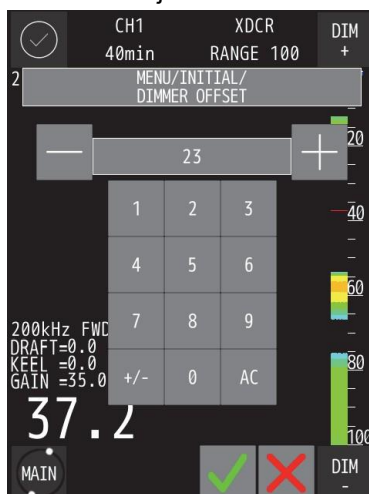 CH1 XDCR DIM
40min RANGE 100 +
2 MENU/INITIAL/
DIMMER OFFSET
20
— 23 +
1 2 3
40
4 5 6
60
200kHz FWD 7 8 9
DRAFT=0.0
KEEL =0.0 80
GAIN =35.0 +/- 0 AC
37.2
100
MAIN DIM
-